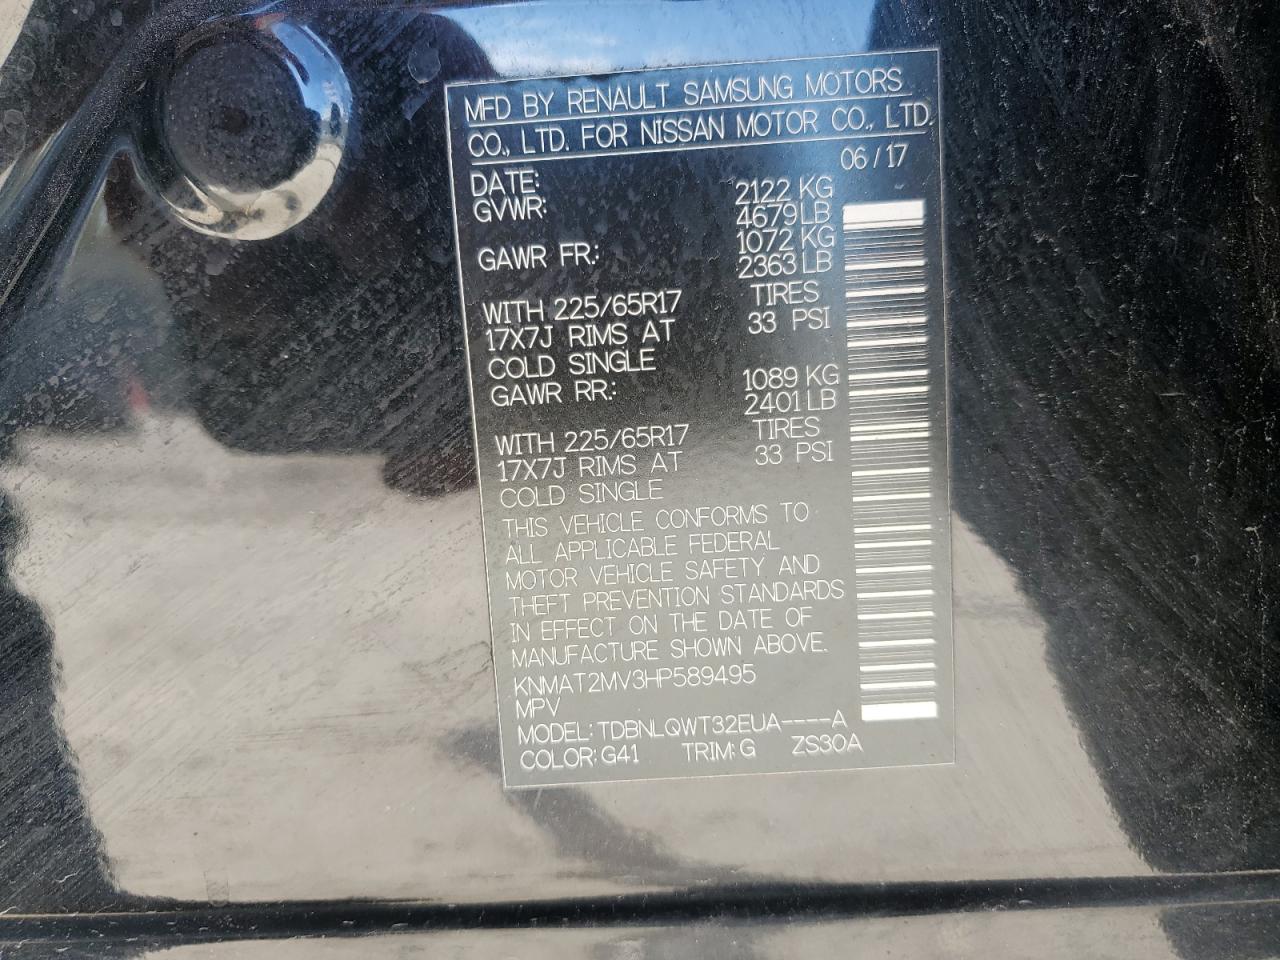 MFD BY RENAULT SAMSUNG MOTORS
CO., LTD. FOR NISSAN MOTOR CO., LTD.
DATE: 06/17
GVWR: 2122 KG
4679 LB
GAWR FR.: 1072 KG
2363 LB
WITH 225/65R17 TIRES
17X7J RIMS AT 33 PSI
COLD SINGLE
GAWR RR.: 1089 KG
2401 LB
WITH 225/65R17 TIRES
17X7J RIMS AT 33 PSI
COLD SINGLE
THIS VEHICLE CONFORMS TO
ALL APPLICABLE FEDERAL
MOTOR VEHICLE SAFETY AND
THEFT PREVENTION STANDARDS
IN EFFECT ON THE DATE OF
MANUFACTURE SHOWN ABOVE.
KNMAT2MV3HP589495
MPV
MODEL: TDBNLQWT32EUA----A
COLOR: G41 TRIM: G ZS30A